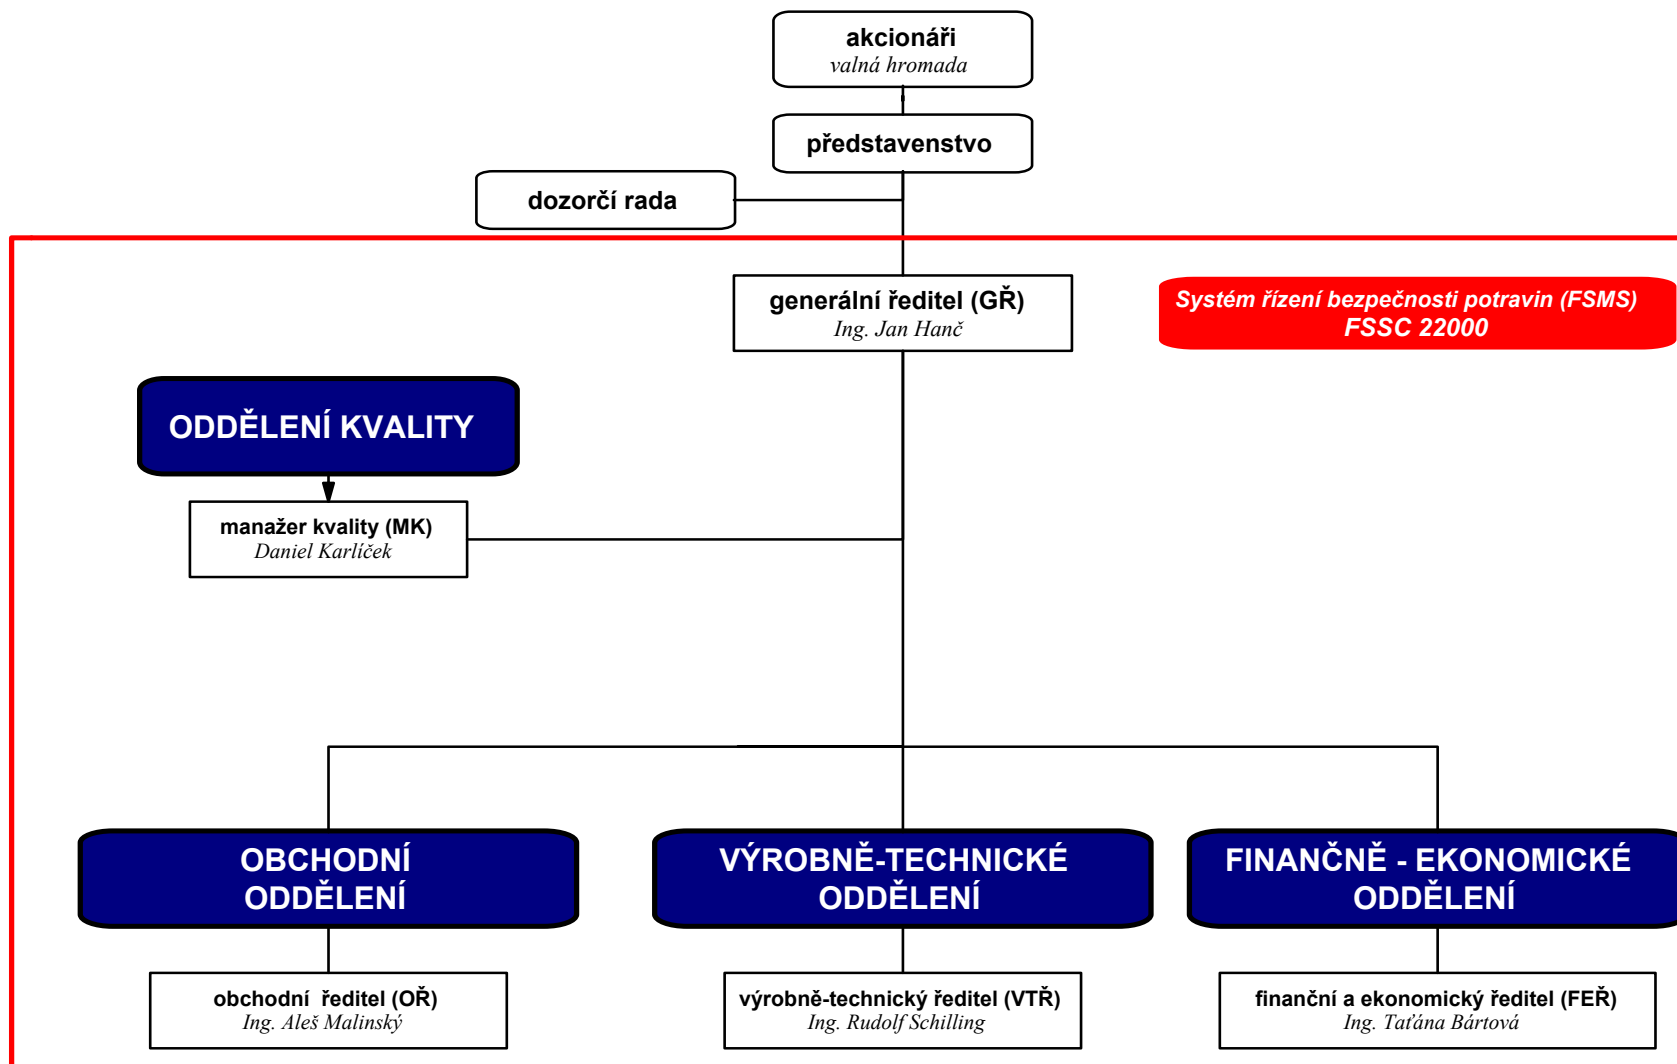 akcionáři
valná hromada
představenstvo
dozorčí rada
generální ředitel (GŘ)
Ing. Jan Hanč
Systém řízení bezpečnosti potravin (FSMS)
FSSC 22000
ODDĚLENÍ KVALITY
manažer kvality (MK)
Daniel Karlíček
OBCHODNÍ
ODDĚLENÍ
VÝROBNĚ-TECHNICKÉ
ODDĚLENÍ
FINANČNĚ - EKONOMICKÉ
ODDĚLENÍ
obchodní ředitel (OŘ)
Ing. Aleš Malinský
výrobně-technický ředitel (VTŘ)
Ing. Rudolf Schilling
finanční a ekonomický ředitel (FEŘ)
Ing. Taťána Bártová